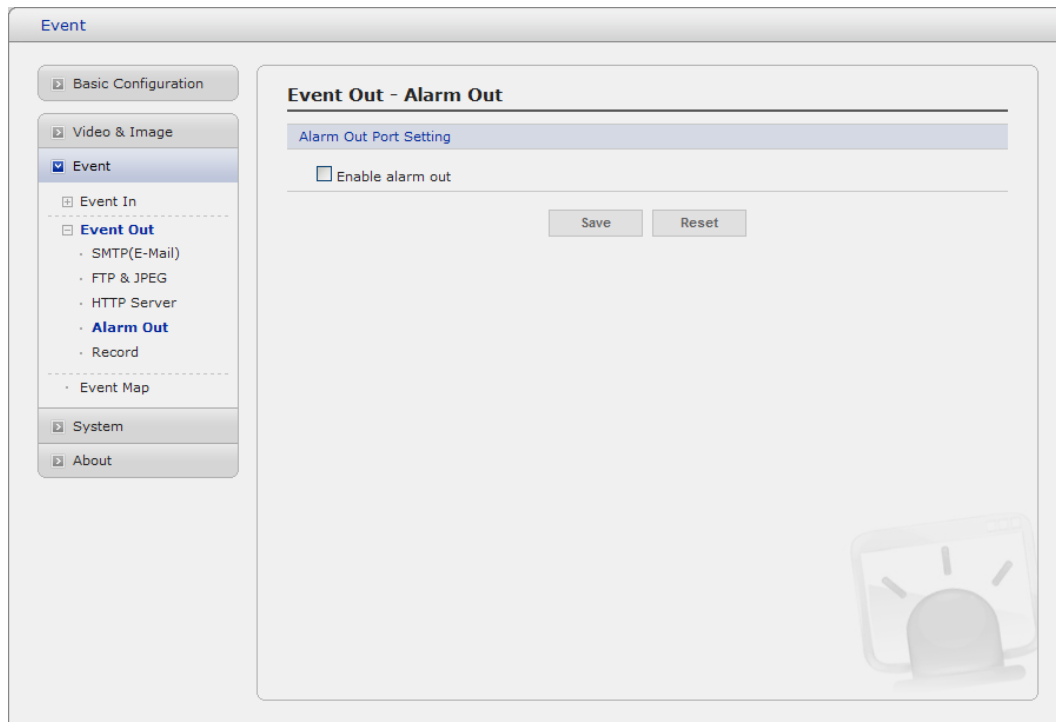 Event
Basic Configuration
Video & Image
Event
Event In
Event Out
SMTP(E-Mail)
FTP & JPEG
HTTP Server
Alarm Out
Record
Event Map
System
About
Event Out - Alarm Out
Alarm Out Port Setting
Enable alarm out
Save Reset